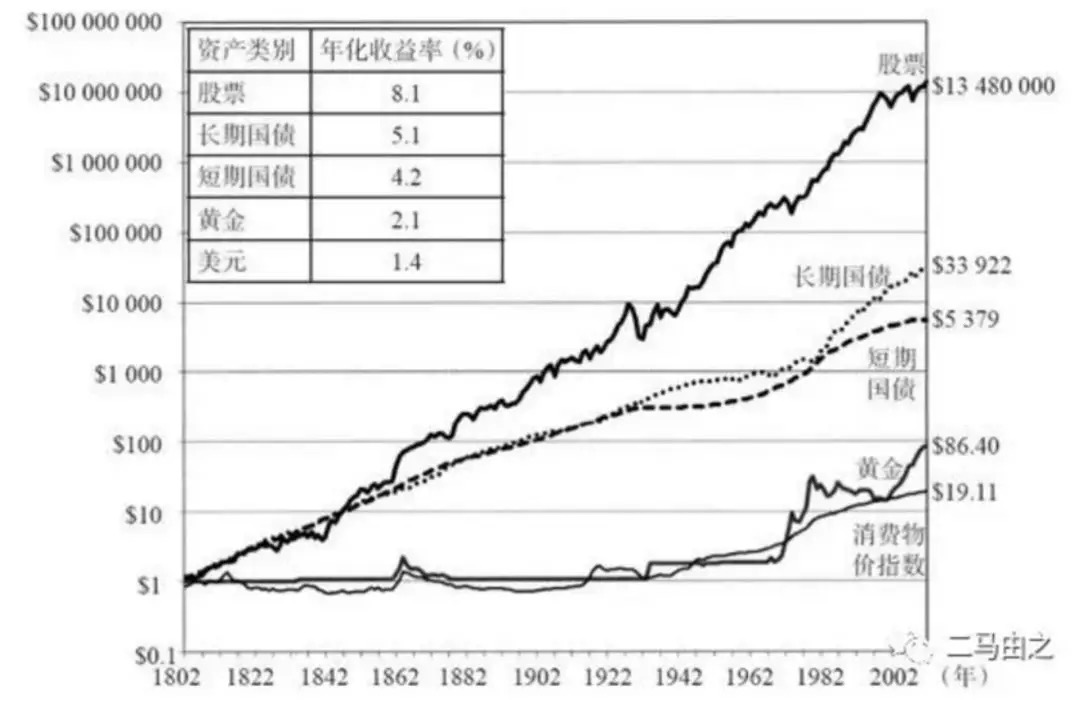 $100 000 000
$10 000 000
$1 000 000
$100 000
$10 000
$1 000
$100
$10
$1
$0.1
资产类别 年化收益率（%）
股票 8.1
长期国债 5.1
短期国债 4.2
黄金 2.1
美元 1.4
股票
$13 480 000
长期国债
$33 922
$5 379
短期
国债
黄金
$86.40
$19.11
消费物
价指数
二马由之
1802 1822 1842 1862 1882 1902 1922 1942 1962 1982 2002 (年)